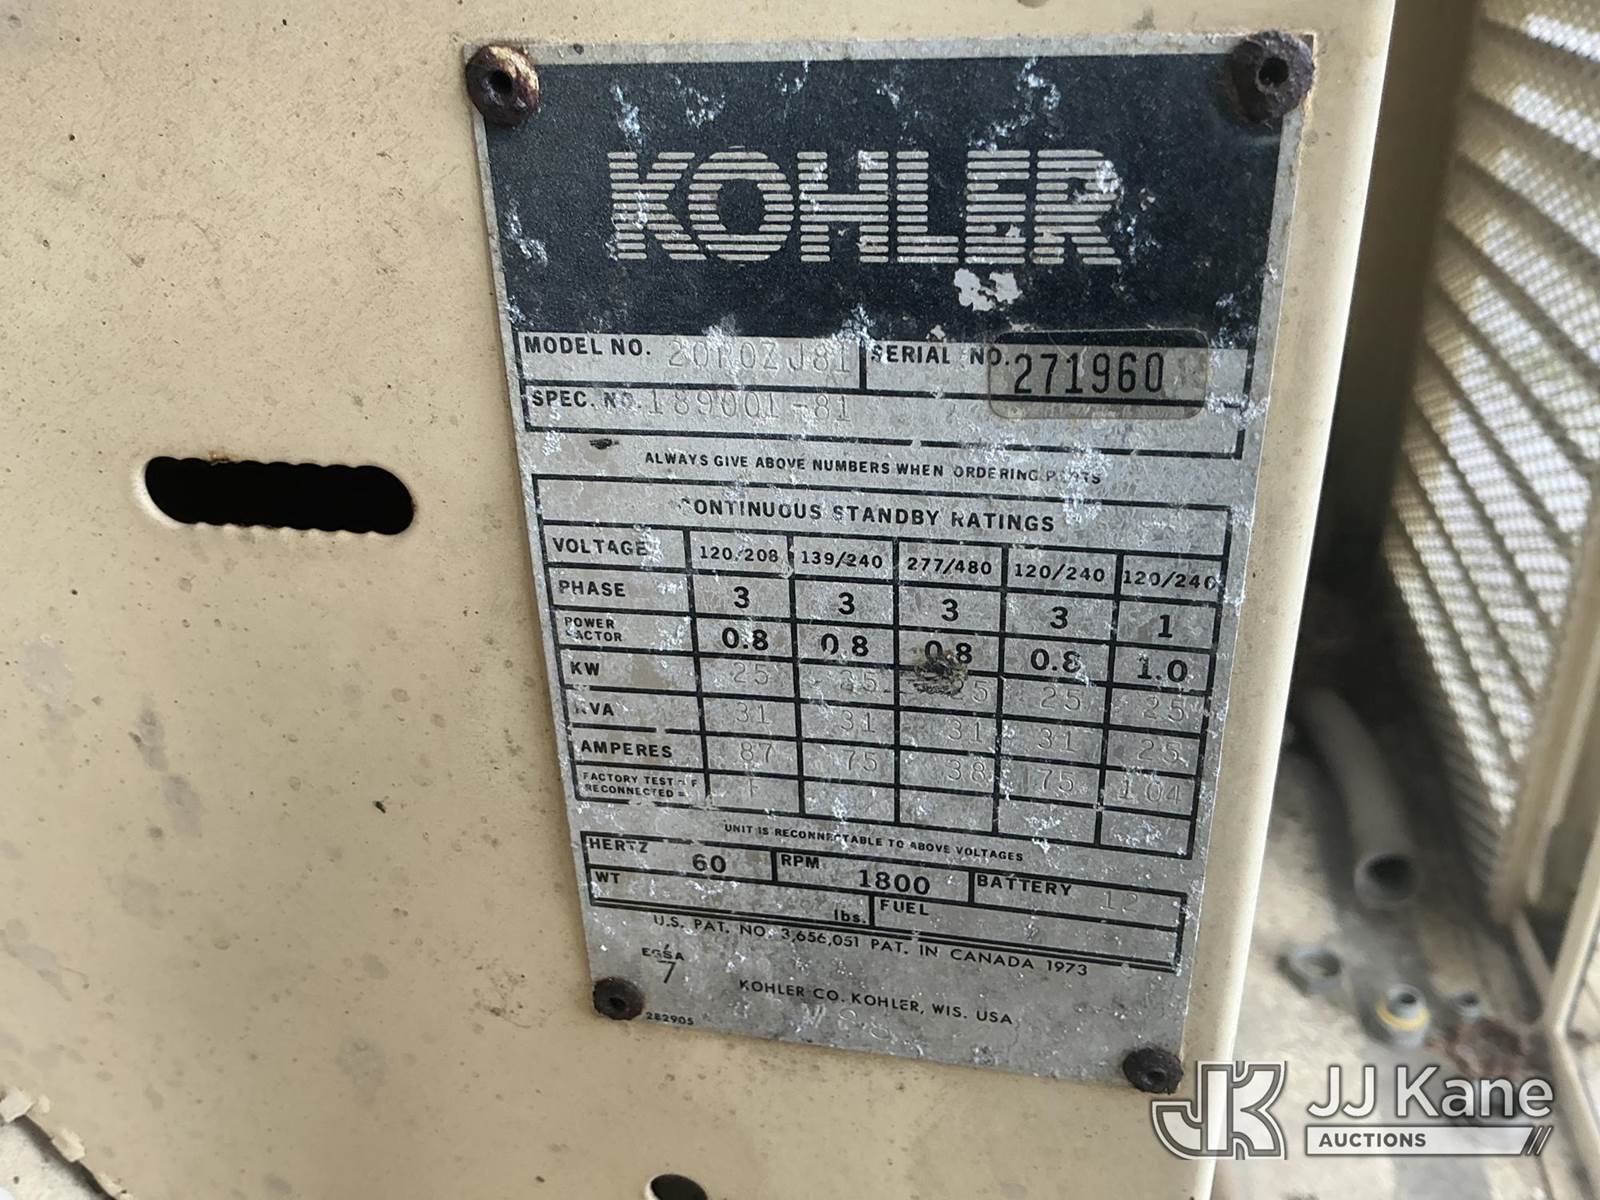 KOHLER
MODEL NO. 20ROZJ81 SERIAL NO. 271960
SPEC. NO. 189001-81
ALWAYS GIVE ABOVE NUMBERS WHEN ORDERING PARTS
CONTINUOUS STANDBY RATINGS
VOLTAGE 120/208 139/240 277/480 120/240 120/240
PHASE 3 3 3 3 1
POWER FACTOR 0.8 0.8 0.8 0.8 1.0
KW 25 25 25 25 25
KVA 31 31 31 31 25
AMPERES 87 75 38 75 104
FACTORY TEST = F
RECONNECTED = F
UNIT IS RECONNECTABLE TO ABOVE VOLTAGES
HERTZ 60 RPM 1800 BATTERY 12
WT lbs. FUEL
U.S. PAT. NO. 3,656,051 PAT. IN CANADA 1973
EGSA
7
KOHLER CO. KOHLER, WIS. USA
282905
JJ Kane
AUCTIONS